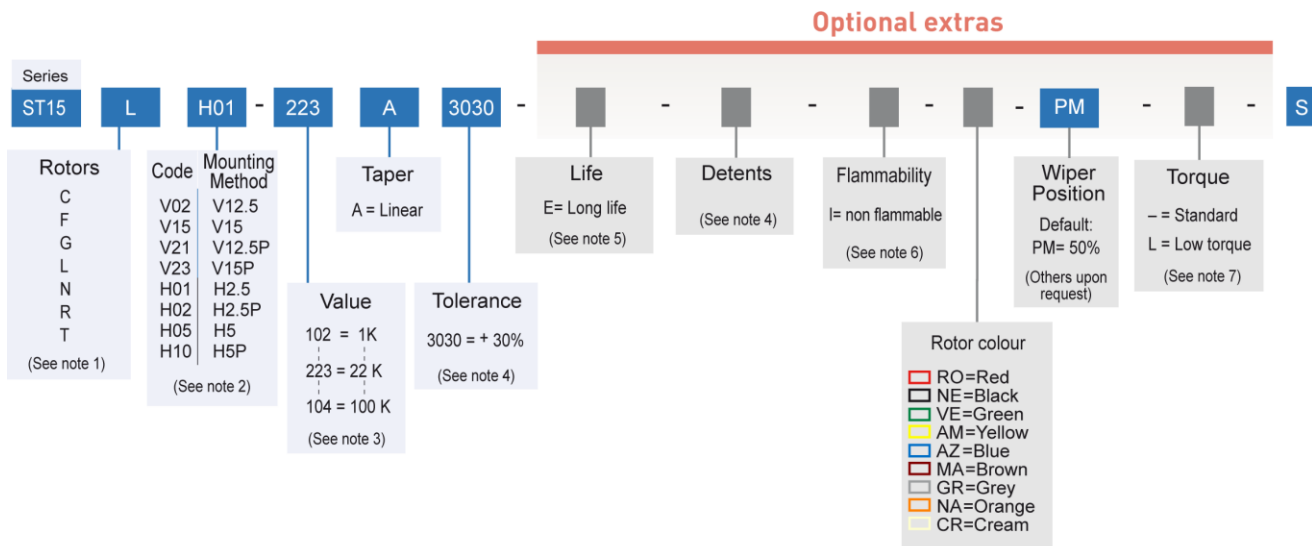 Optional extras
Series
ST15 L H01 - 223 A 3030 - - - - - PM - - S
Rotors
C
F
G
L
N
R
T
(See note 1)
Code Mounting Method
V02 V12.5
V15 V15
V21 V12.5P
V23 V15P
H01 H2.5
H02 H2.5P
H05 H5
H10 H5P
(See note 2)
Value
102 = 1K
223 = 22 K
104 = 100 K
(See note 3)
Taper
A = Linear
Tolerance
3030 = + 30%
(See note 4)
Life
E= Long life
(See note 5)
Detents
(See note 4)
Flammability
I= non flammable
(See note 6)
Rotor colour
RO=Red
NE=Black
VE=Green
AM=Yellow
AZ=Blue
MA=Brown
GR=Grey
NA=Orange
CR=Cream
Wiper
Position
Default:
PM= 50%
(Others upon
request)
Torque
– = Standard
L = Low torque
(See note 7)